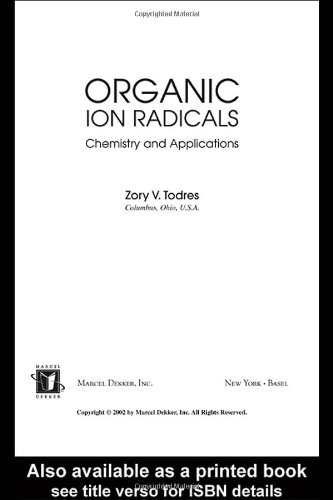 Copyrighted Material
ORGANIC
ION RADICALS
Chemistry and Applications
Zory V. Todres
Columbus, Ohio, U.S.A.
MARCEL
DEKKER
MARCEL DEKKER, INC.
NEW YORK • BASEL
Copyright © 2002 by Marcel Dekker, Inc. All Rights Reserved.
Also available as a printed book
see title verso for ISBN details